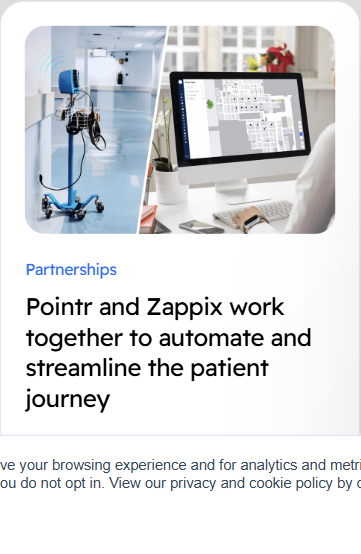 Partnerships
Pointr and Zappix work
together to automate and
streamline the patient
journey
ve your browsing experience and for analytics and metri
ou do not opt in. View our privacy and cookie policy by c